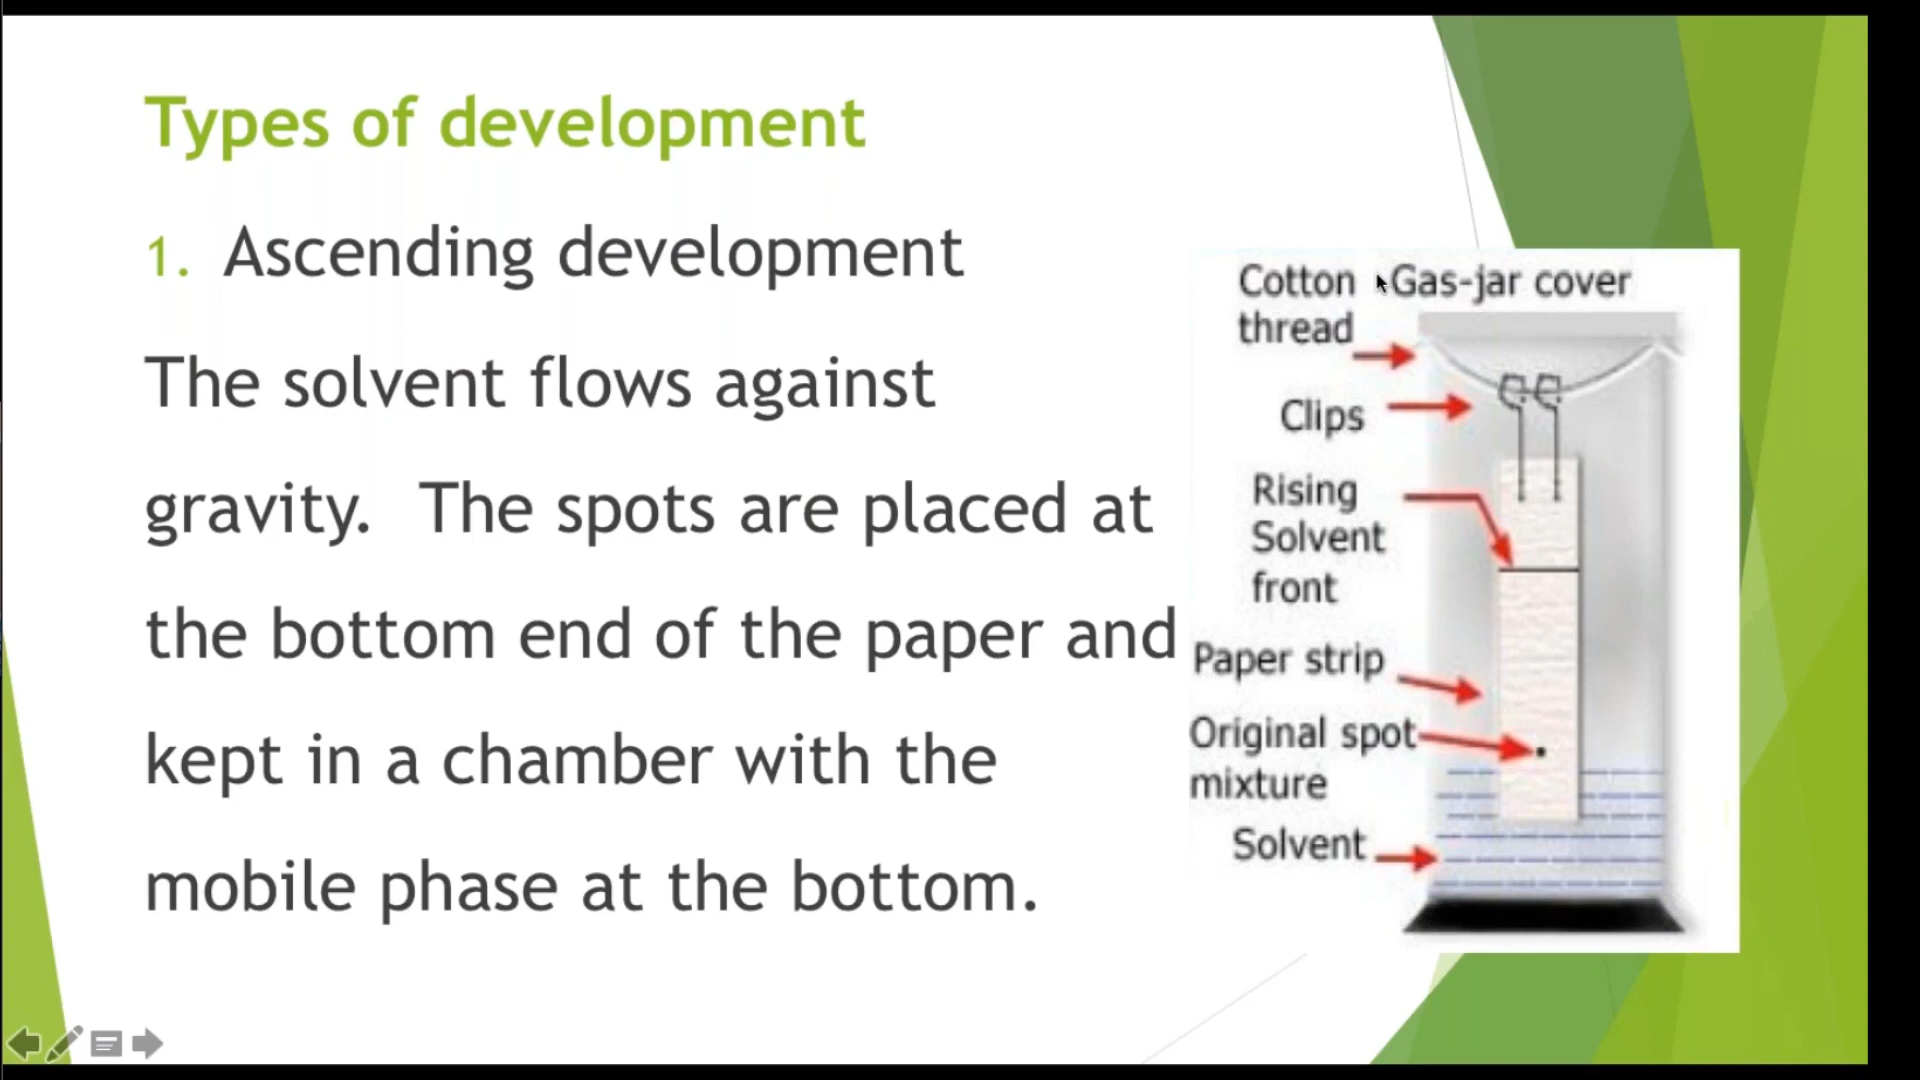 Types of development
1. Ascending development
The solvent flows against
gravity. The spots are placed at
the bottom end of the paper and
kept in a chamber with the
mobile phase at the bottom.
Cotton
thread
Gas-jar cover
Clips
Rising
Solvent
front
Paper strip
Original spot
mixture
Solvent